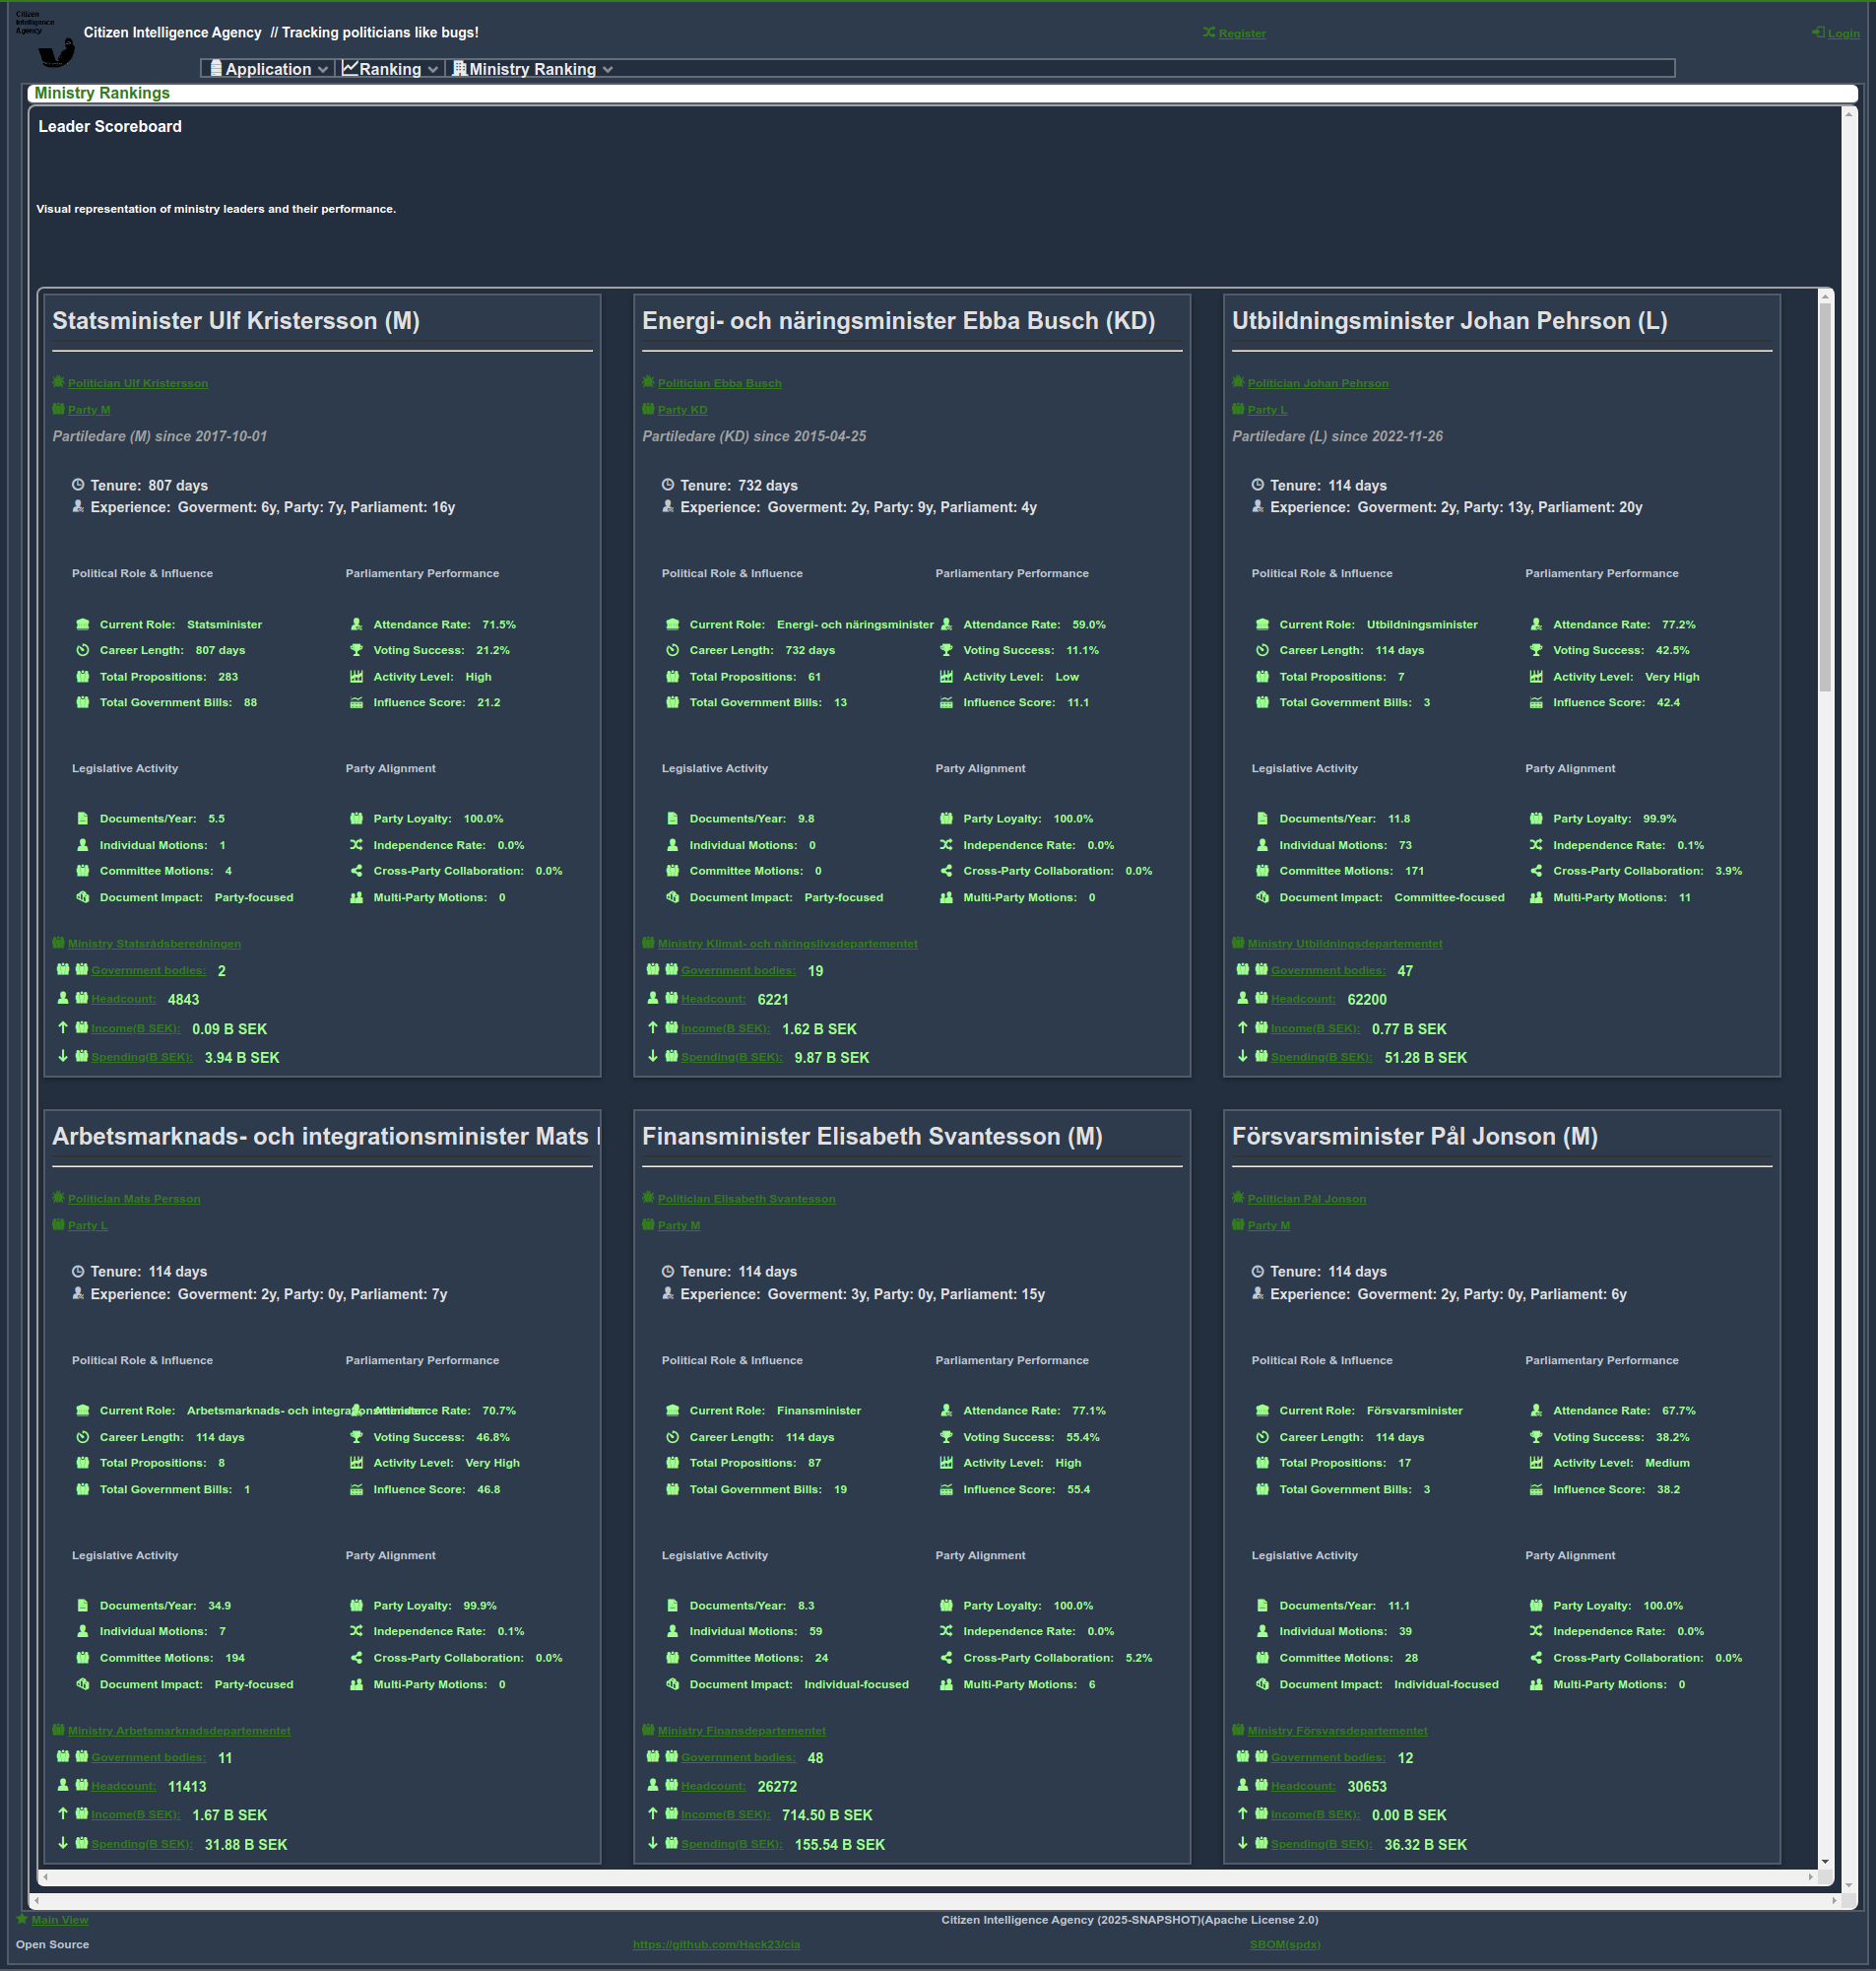 Citizen
Intelligence
Agency
Citizen Intelligence Agency // Tracking politicians like bugs!
Register
Login
Application
Ranking
Ministry Ranking
Ministry Rankings
Leader Scoreboard
Visual representation of ministry leaders and their performance.
Statsminister Ulf Kristersson (M)
Politician Ulf Kristersson
Party M
Partiledare (M) since 2017-10-01
Tenure: 807 days
Experience: Goverment: 6y, Party: 7y, Parliament: 16y
Political Role & Influence
Current Role: Statsminister
Career Length: 807 days
Total Propositions: 283
Total Government Bills: 88
Parliamentary Performance
Attendance Rate: 71.5%
Voting Success: 21.2%
Activity Level: High
Influence Score: 21.2
Legislative Activity
Documents/Year: 5.5
Individual Motions: 1
Committee Motions: 4
Document Impact: Party-focused
Party Alignment
Party Loyalty: 100.0%
Independence Rate: 0.0%
Cross-Party Collaboration: 0.0%
Multi-Party Motions: 0
Ministry Statsrådsberedningen
Government bodies: 2
Headcount: 4843
Income(B SEK): 0.09 B SEK
Spending(B SEK): 3.94 B SEK
Energi- och näringsminister Ebba Busch (KD)
Politician Ebba Busch
Party KD
Partiledare (KD) since 2015-04-25
Tenure: 732 days
Experience: Goverment: 2y, Party: 9y, Parliament: 4y
Political Role & Influence
Current Role: Energi- och näringsminister
Career Length: 732 days
Total Propositions: 61
Total Government Bills: 13
Parliamentary Performance
Attendance Rate: 59.0%
Voting Success: 11.1%
Activity Level: Low
Influence Score: 11.1
Legislative Activity
Documents/Year: 9.8
Individual Motions: 0
Committee Motions: 0
Document Impact: Party-focused
Party Alignment
Party Loyalty: 100.0%
Independence Rate: 0.0%
Cross-Party Collaboration: 0.0%
Multi-Party Motions: 0
Ministry Klimat- och näringslivsdepartementet
Government bodies: 19
Headcount: 6221
Income(B SEK): 1.62 B SEK
Spending(B SEK): 9.87 B SEK
Utbildningsminister Johan Pehrson (L)
Politician Johan Pehrson
Party L
Partiledare (L) since 2022-11-26
Tenure: 114 days
Experience: Goverment: 2y, Party: 13y, Parliament: 20y
Political Role & Influence
Current Role: Utbildningsminister
Career Length: 114 days
Total Propositions: 7
Total Government Bills: 3
Parliamentary Performance
Attendance Rate: 77.2%
Voting Success: 42.5%
Activity Level: Very High
Influence Score: 42.4
Legislative Activity
Documents/Year: 11.8
Individual Motions: 73
Committee Motions: 171
Document Impact: Committee-focused
Party Alignment
Party Loyalty: 99.9%
Independence Rate: 0.1%
Cross-Party Collaboration: 3.9%
Multi-Party Motions: 11
Ministry Utbildningsdepartementet
Government bodies: 47
Headcount: 62200
Income(B SEK): 0.77 B SEK
Spending(B SEK): 51.28 B SEK
Arbetsmarknads- och integrationsminister Mats
Politician Mats Persson
Party L
Tenure: 114 days
Experience: Goverment: 2y, Party: 0y, Parliament: 7y
Political Role & Influence
Current Role: Arbetsmarknads- och integrationsminister
Career Length: 114 days
Total Propositions: 8
Total Government Bills: 1
Parliamentary Performance
Attendance Rate: 70.7%
Voting Success: 46.8%
Activity Level: Very High
Influence Score: 46.8
Legislative Activity
Documents/Year: 34.9
Individual Motions: 7
Committee Motions: 194
Document Impact: Party-focused
Party Alignment
Party Loyalty: 99.9%
Independence Rate: 0.1%
Cross-Party Collaboration: 0.0%
Multi-Party Motions: 0
Ministry Arbetsmarknadsdepartementet
Government bodies: 11
Headcount: 11413
Income(B SEK): 1.67 B SEK
Spending(B SEK): 31.88 B SEK
Finansminister Elisabeth Svantesson (M)
Politician Elisabeth Svantesson
Party M
Tenure: 114 days
Experience: Goverment: 3y, Party: 0y, Parliament: 15y
Political Role & Influence
Current Role: Finansminister
Career Length: 114 days
Total Propositions: 87
Total Government Bills: 19
Parliamentary Performance
Attendance Rate: 77.1%
Voting Success: 55.4%
Activity Level: High
Influence Score: 55.4
Legislative Activity
Documents/Year: 8.3
Individual Motions: 59
Committee Motions: 24
Document Impact: Individual-focused
Party Alignment
Party Loyalty: 100.0%
Independence Rate: 0.0%
Cross-Party Collaboration: 5.2%
Multi-Party Motions: 6
Ministry Finansdepartementet
Government bodies: 48
Headcount: 26272
Income(B SEK): 714.50 B SEK
Spending(B SEK): 155.54 B SEK
Försvarsminister Pål Jonson (M)
Politician Pål Jonson
Party M
Tenure: 114 days
Experience: Goverment: 2y, Party: 0y, Parliament: 6y
Political Role & Influence
Current Role: Försvarsminister
Career Length: 114 days
Total Propositions: 17
Total Government Bills: 3
Parliamentary Performance
Attendance Rate: 67.7%
Voting Success: 38.2%
Activity Level: Medium
Influence Score: 38.2
Legislative Activity
Documents/Year: 11.1
Individual Motions: 39
Committee Motions: 28
Document Impact: Individual-focused
Party Alignment
Party Loyalty: 100.0%
Independence Rate: 0.0%
Cross-Party Collaboration: 0.0%
Multi-Party Motions: 0
Ministry Försvarsdepartementet
Government bodies: 12
Headcount: 30653
Income(B SEK): 0.00 B SEK
Spending(B SEK): 36.32 B SEK
Main View
Citizen Intelligence Agency (2025-SNAPSHOT)(Apache License 2.0)
Open Source
https://github.com/Hack23/cia
SBOM(spdx)